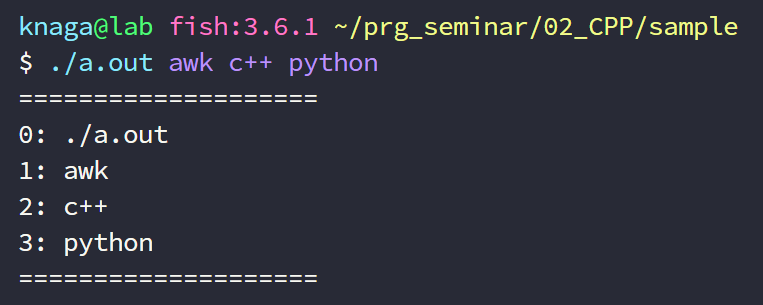 knaga@lab fish:3.6.1 ~/prg_seminar/02_CPP/sample
$ ./a.out awk c++ python
====================
0: ./a.out
1: awk
2: c++
3: python
====================